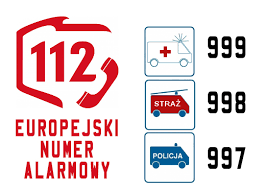 112
EUROPEJSKI
NUMER
ALARMOWY
999
STRAŻ
998
POLICJA
997